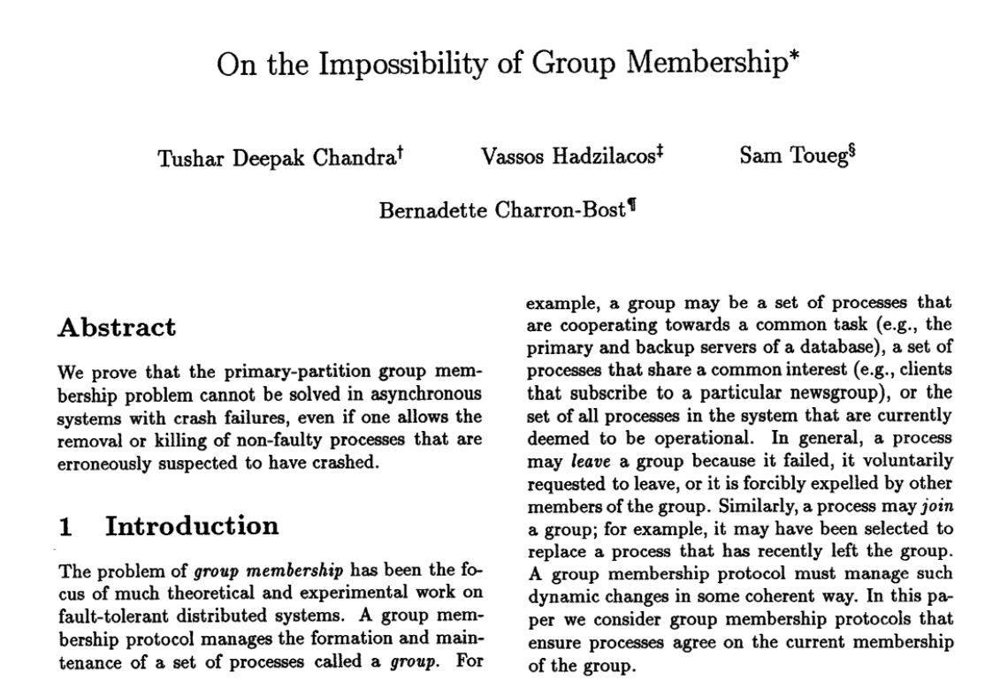 On the Impossibility of Group Membership*
Tushar Deepak Chandra† Vassos Hadzilacos‡ Sam Toueg§
Bernadette Charron-Bost¶
Abstract
We prove that the primary-partition group mem-
bership problem cannot be solved in asynchronous
systems with crash failures, even if one allows the
removal or killing of non-faulty processes that are
erroneously suspected to have crashed.
1 Introduction
The problem of group membership has been the fo-
cus of much theoretical and experimental work on
fault-tolerant distributed systems. A group mem-
bership protocol manages the formation and main-
tenance of a set of processes called a group. For
example, a group may be a set of processes that
are cooperating towards a common task (e.g., the
primary and backup servers of a database), a set of
processes that share a common interest (e.g., clients
that subscribe to a particular newsgroup), or the
set of all processes in the system that are currently
deemed to be operational. In general, a process
may leave a group because it failed, it voluntarily
requested to leave, or it is forcibly expelled by other
members of the group. Similarly, a process may join
a group; for example, it may have been selected to
replace a process that has recently left the group.
A group membership protocol must manage such
dynamic changes in some coherent way. In this pa-
per we consider group membership protocols that
ensure processes agree on the current membership
of the group.